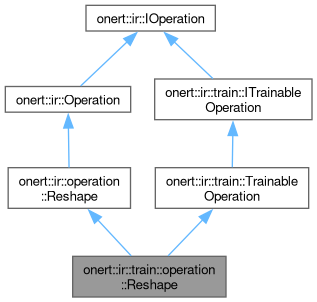 onert::ir::IOperation
onert::ir::Operation
onert::ir::train::ITrainable
Operation
onert::ir::operation
::Reshape
onert::ir::train::Trainable
Operation
onert::ir::train::operation
::Reshape